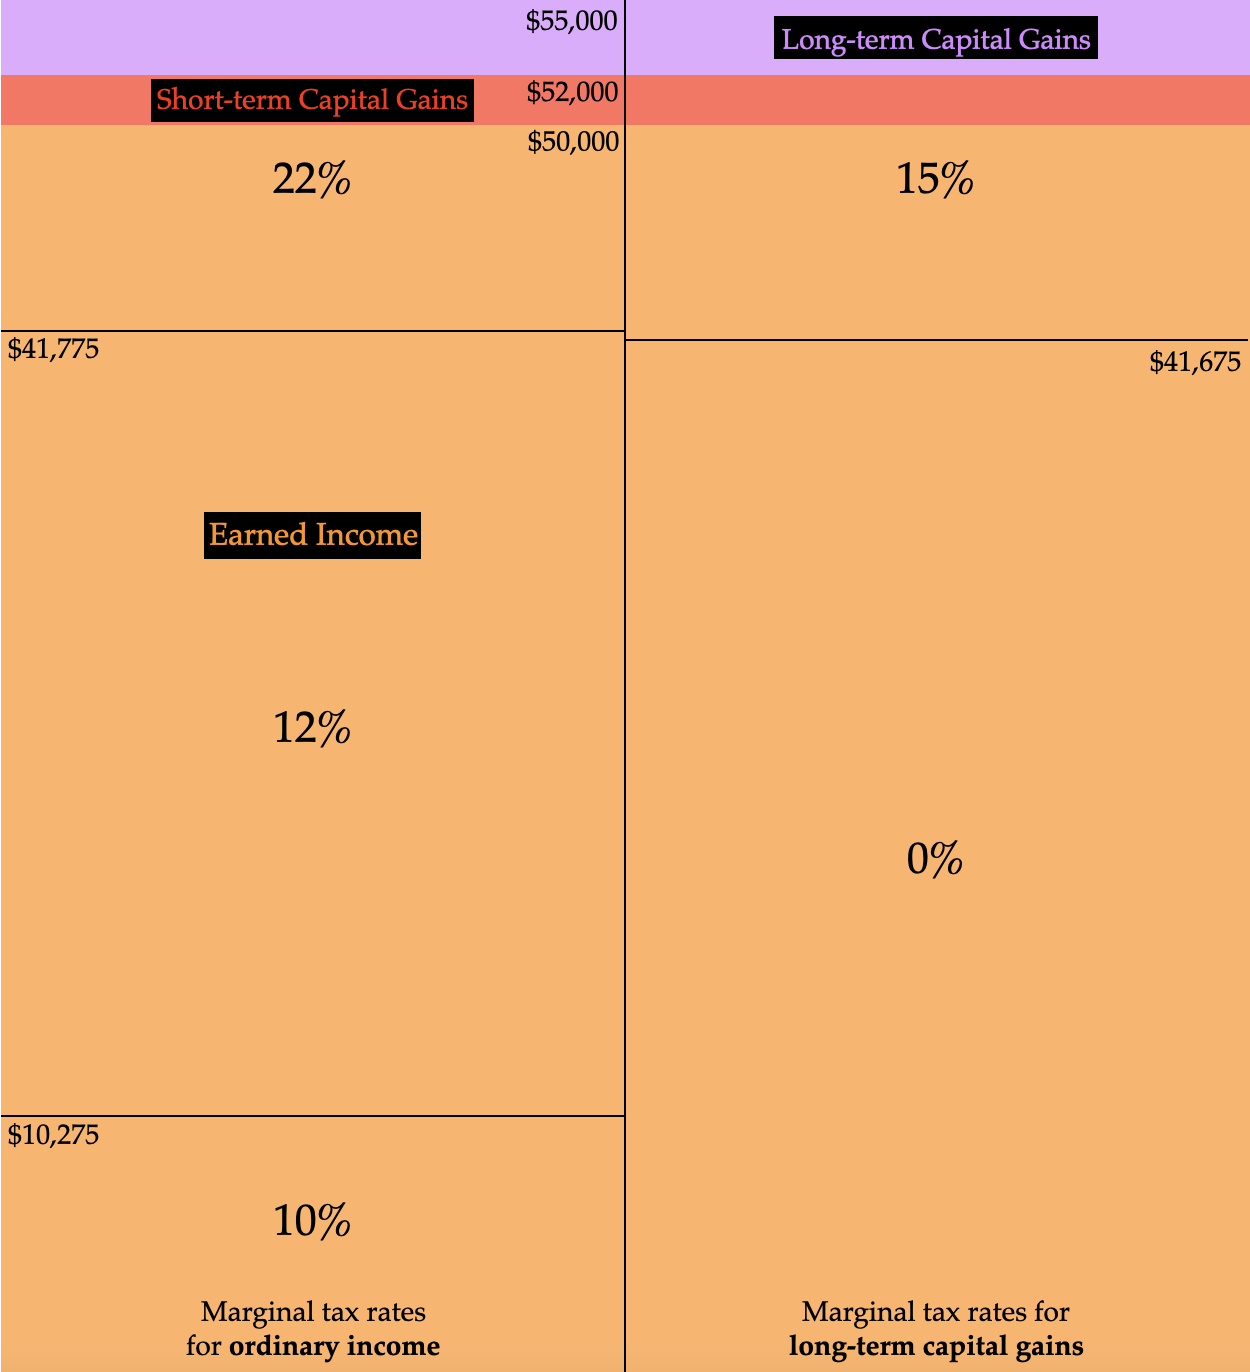 $55,000
Long-term Capital Gains
Short-term Capital Gains
$52,000
$50,000
22%
15%
$41,775
$41,675
Earned Income
12%
0%
$10,275
10%
Marginal tax rates
for ordinary income
Marginal tax rates for
long-term capital gains